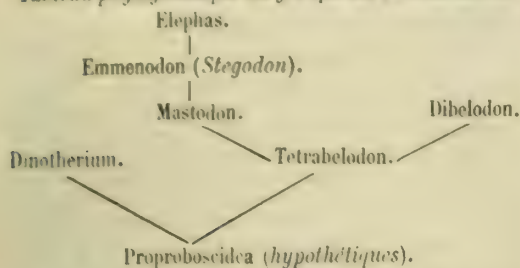 Elephas.
Emmenodon (Stegodon).
Mastodon.
Dibelodon.
Dinotherium.
Tetrabelodon.
Proproboscidea (hypothétiques).